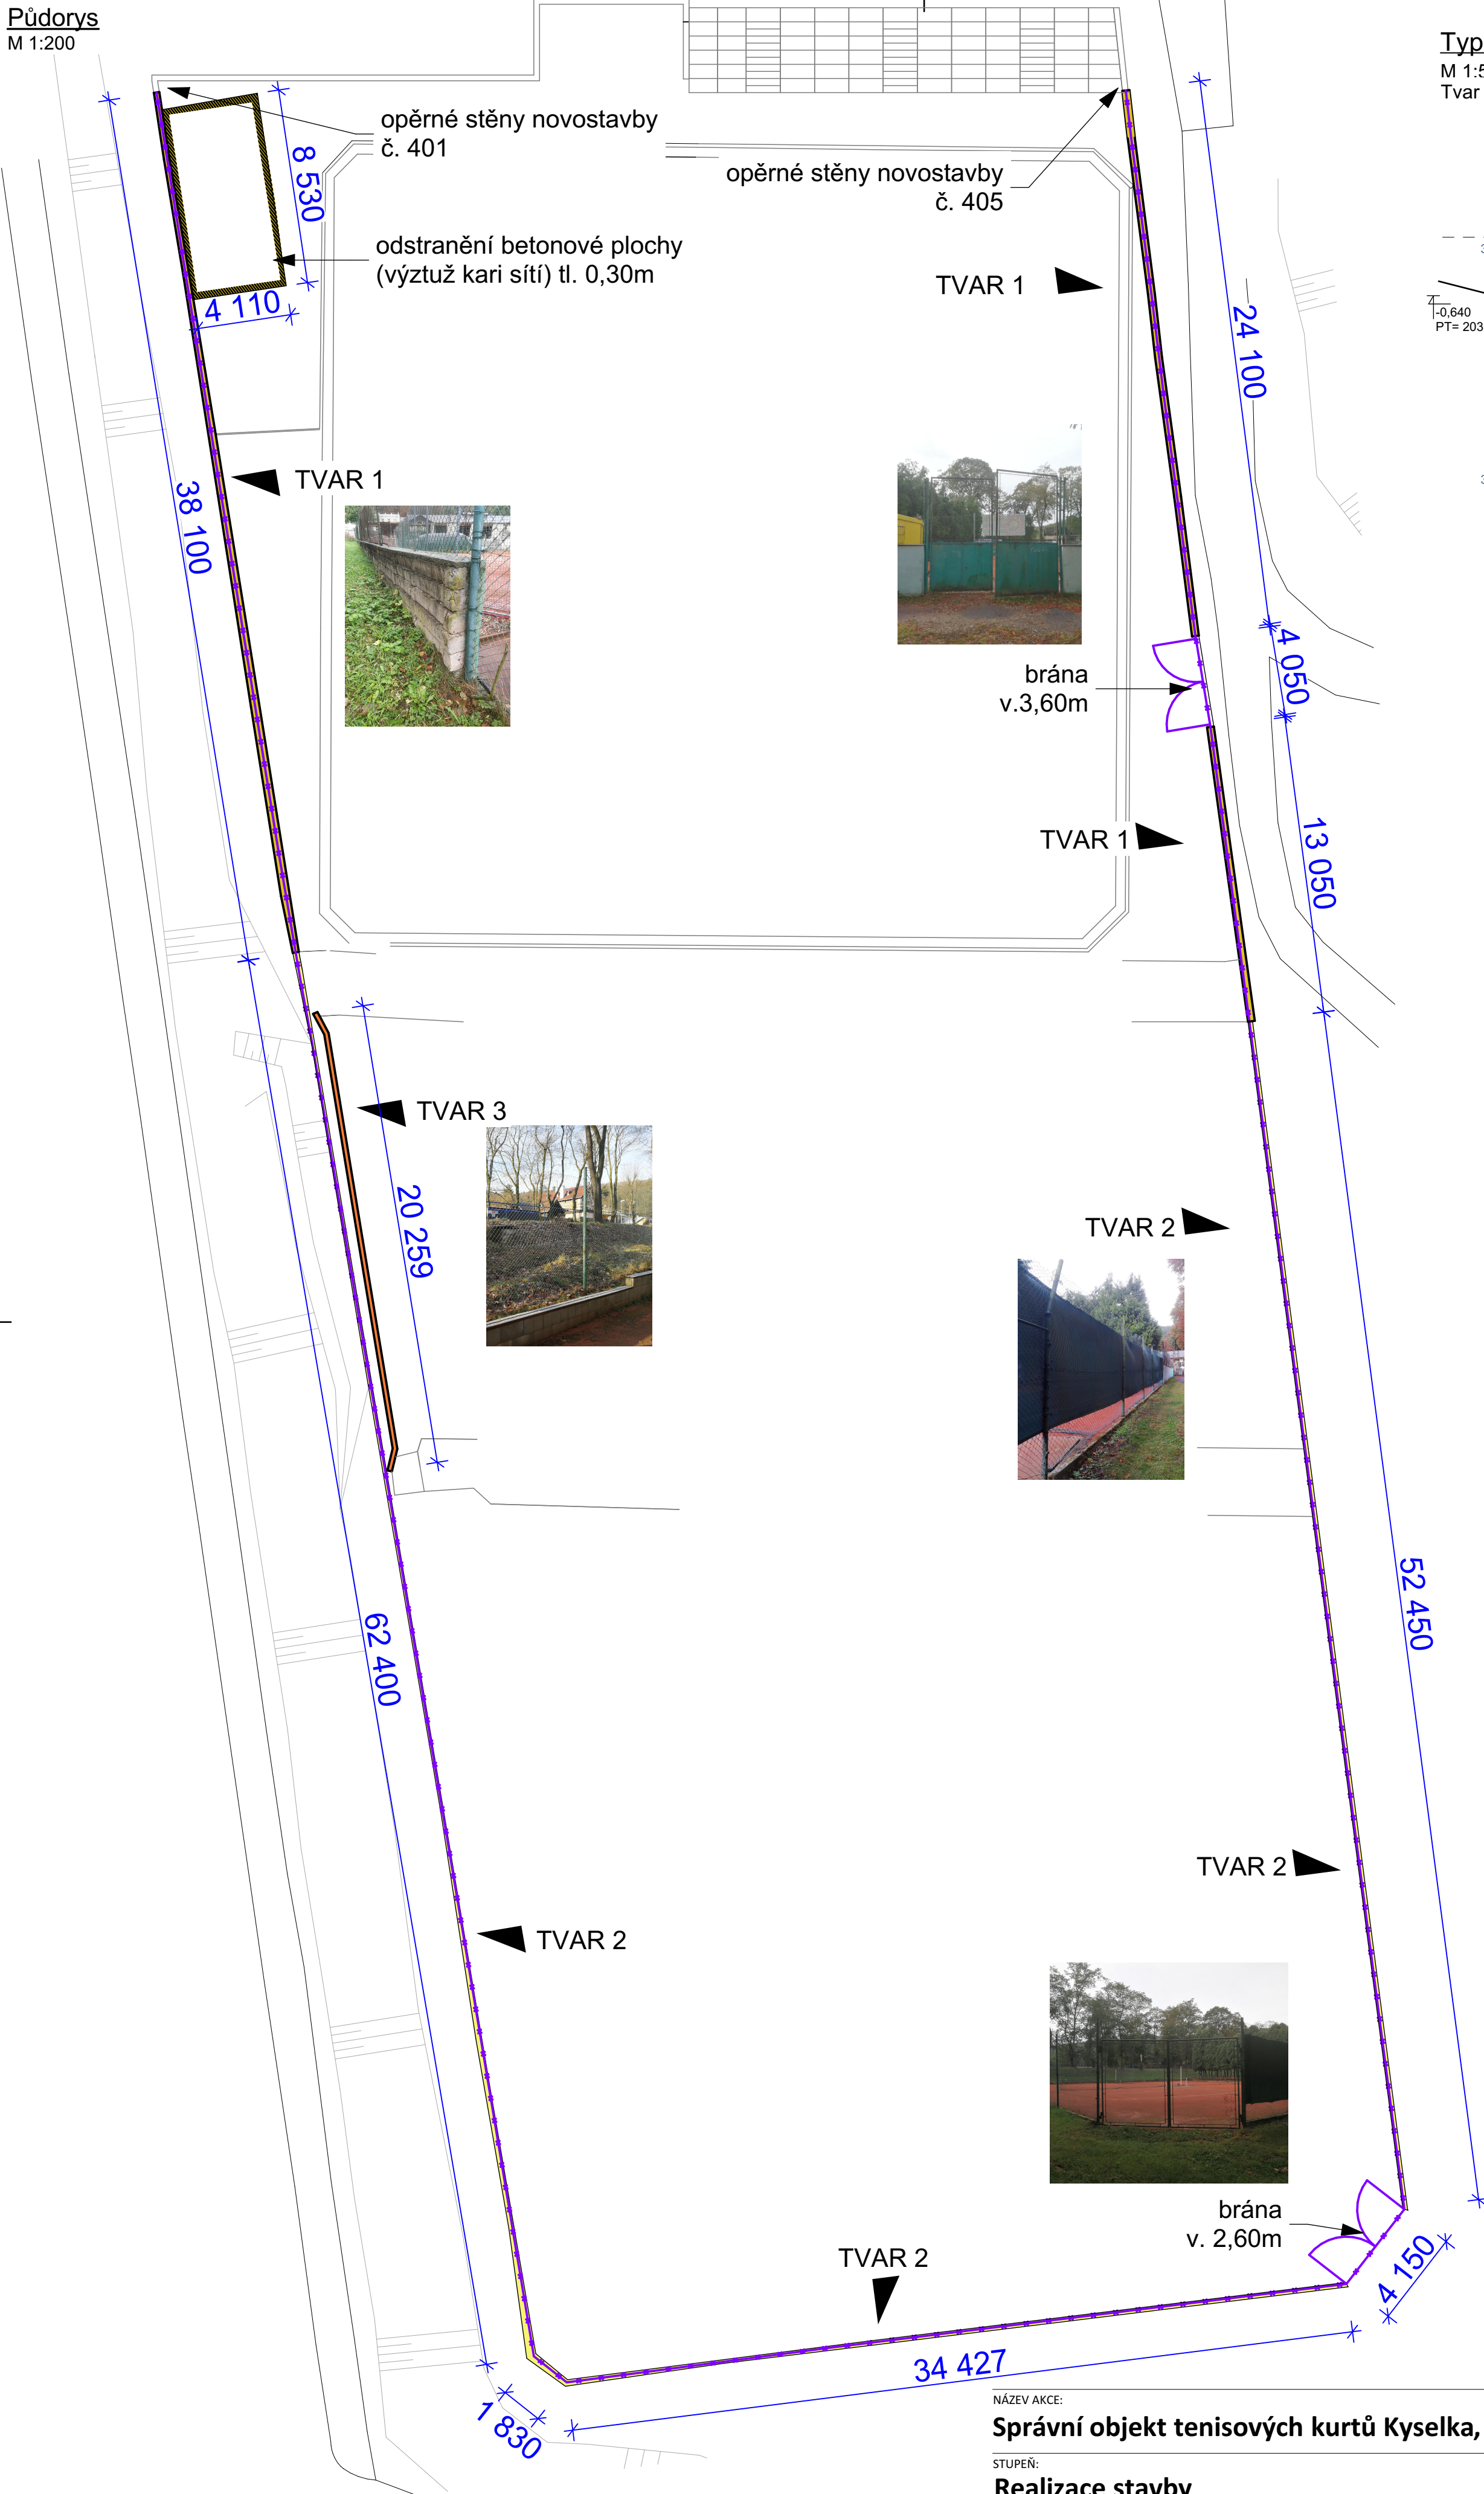 Půdorys
M 1:200
Typ
M 1:5
Tvar
opěrné stěny novostavby
č. 401
8 530
opěrné stěny novostavby
č. 405
odstranění betonové plochy
(výztuž kari sítí) tl. 0,30m
4 110
TVAR 1
24 100
-0,640
PT= 203
TVAR 1
38 100
brána
v.3,60m
4 050
TVAR 1
13 050
TVAR 3
20 259
TVAR 2
52 450
62 400
TVAR 2
TVAR 2
brána
v. 2,60m
TVAR 2
4 150
34 427
1 830
NÁZEV AKCE:
Správní objekt tenisových kurtů Kyselka,
STUPEŇ:
Realizace stavby